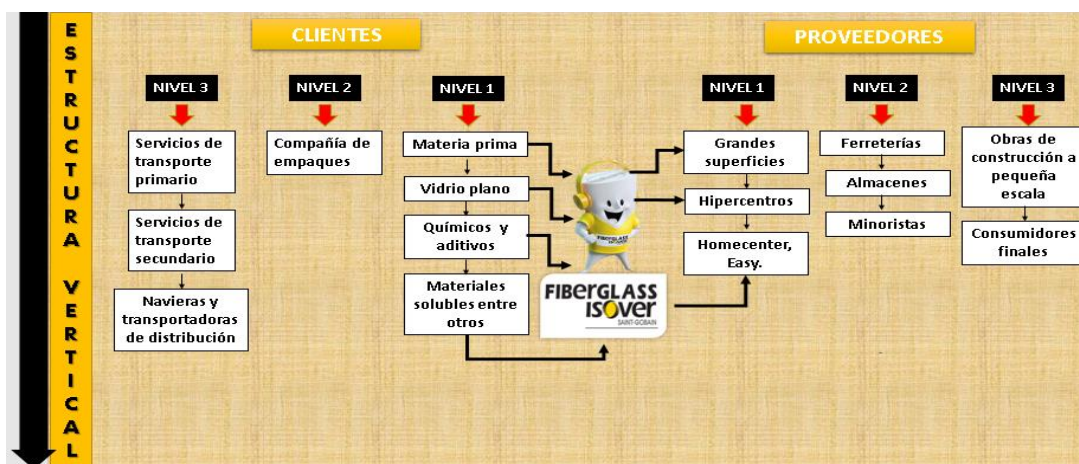 ESTRUCTURA VERTICAL
CLIENTES
PROVEEDORES
NIVEL 3
NIVEL 2
NIVEL 1
NIVEL 1
NIVEL 2
NIVEL 3
Servicios de
transporte
primario
Servicios de
transporte
secundario
Navieras y
transportadoras
de distribución
Compañía de
empaques
Materia prima
Vidrio plano
Químicos y
aditivos
Materiales
solubles entre
otros
FIBERGLASS
FIBERGLASS
isover
SAINT-GOBAIN
Grandes
superficies
Hipercentros
Homecenter,
Easy.
Ferreterías
Almacenes
Minoristas
Obras de
construcción a
pequeña
escala
Consumidores
finales